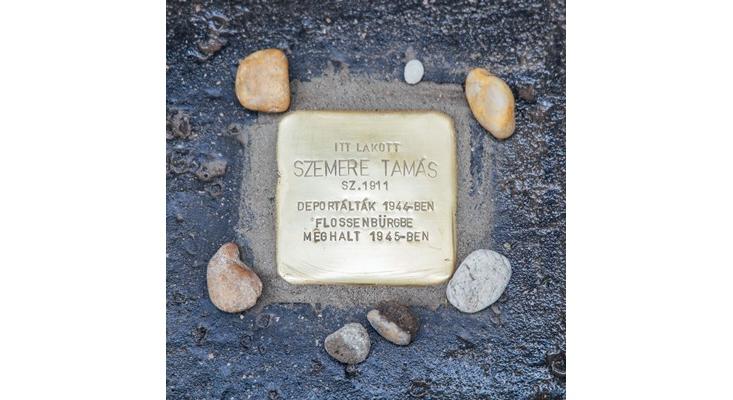 ITT LAKOTT
SZEMERE TAMÁS
SZ.1911
DEPORTÁLTÁK 1944-BEN
FLOSSENBÜRGBE
MEGHALT 1945-BEN